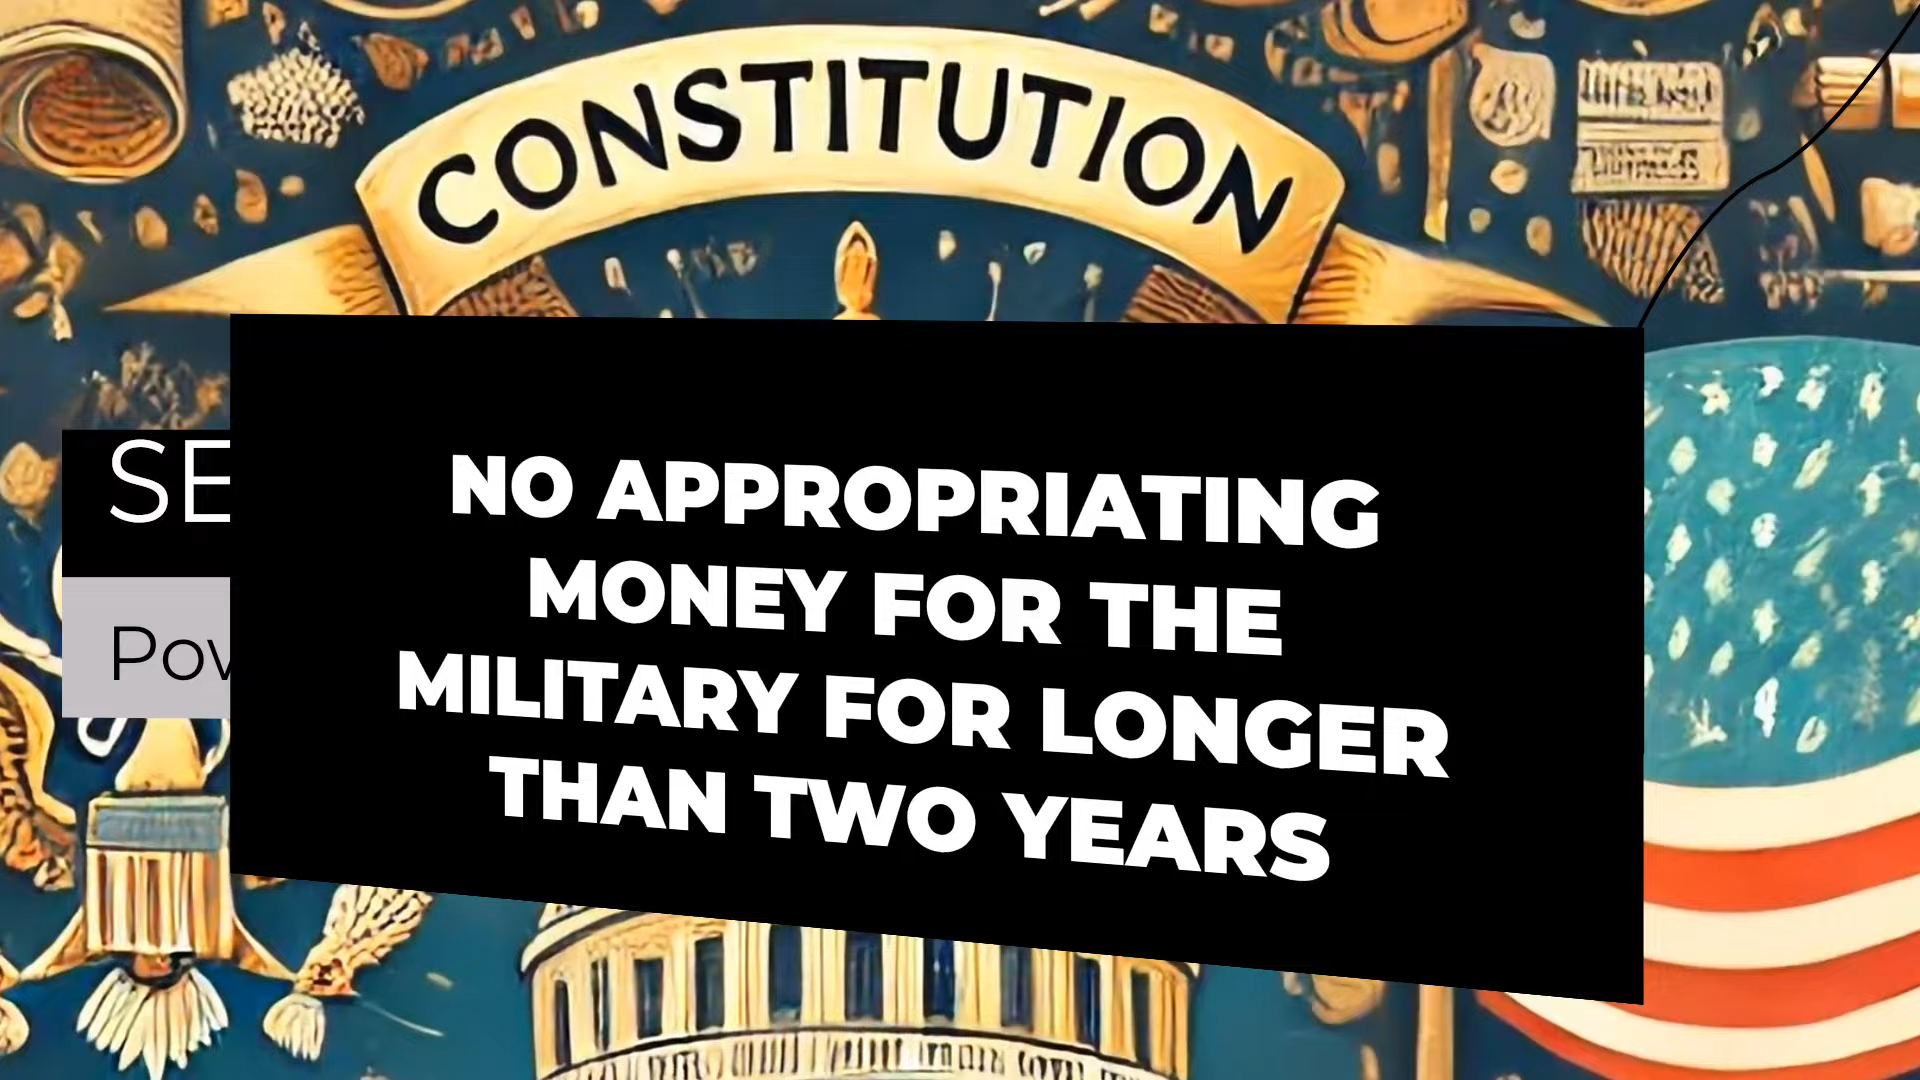 CONSTITUTION
SE
Pov
NO APPROPRIATING
MONEY FOR THE
MILITARY FOR LONGER
THAN TWO YEARS